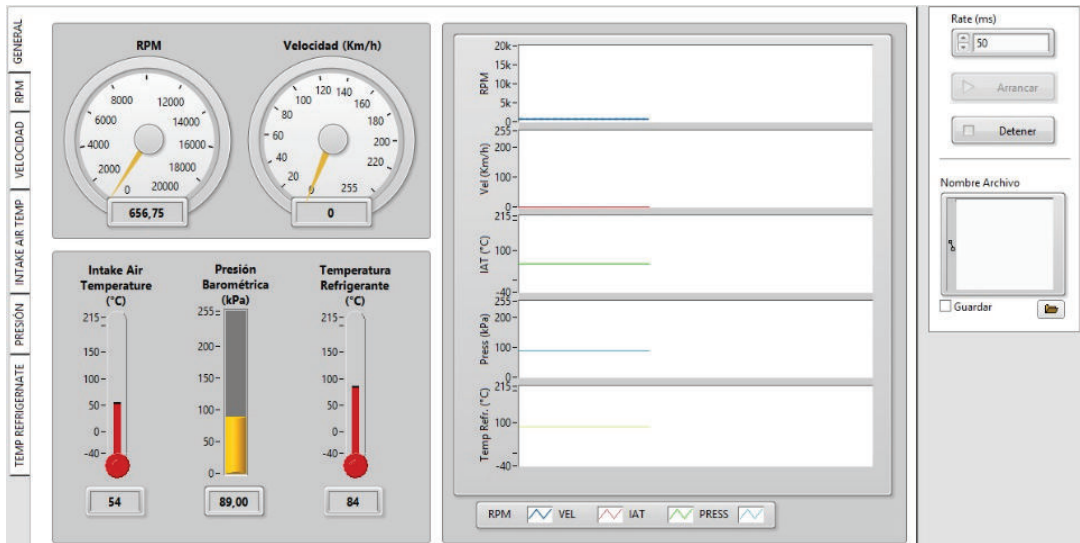 GENERAL
RPM
VELOCIDAD
INTAKE AIR TEMP
PRESIÓN
TEMP REFRIGERNATE
RPM
0
2000
4000
6000
8000
12000
14000
16000
18000
20000
656,75
Velocidad (Km/h)
0
20
40
60
80
100
120
140
160
180
200
220
255
0
Intake Air
Temperature
(°C)
215
150
100
50
0
-40
54
Presión
Barométrica
(kPa)
255
200
150
100
50
0
89,00
Temperatura
Refrigerante
(°C)
215
150
100
50
0
-40
84
RPM
20k
15k
10k
5k
0
Vel (Km/h)
255
200
100
0
IAT (°C)
215
100
-40
Press (kPa)
255
200
100
0
Temp Refr. (°C)
215
100
-40
RPM VEL IAT PRESS
Rate (ms)
50
Arrancar
Detener
Nombre Archivo
Guardar